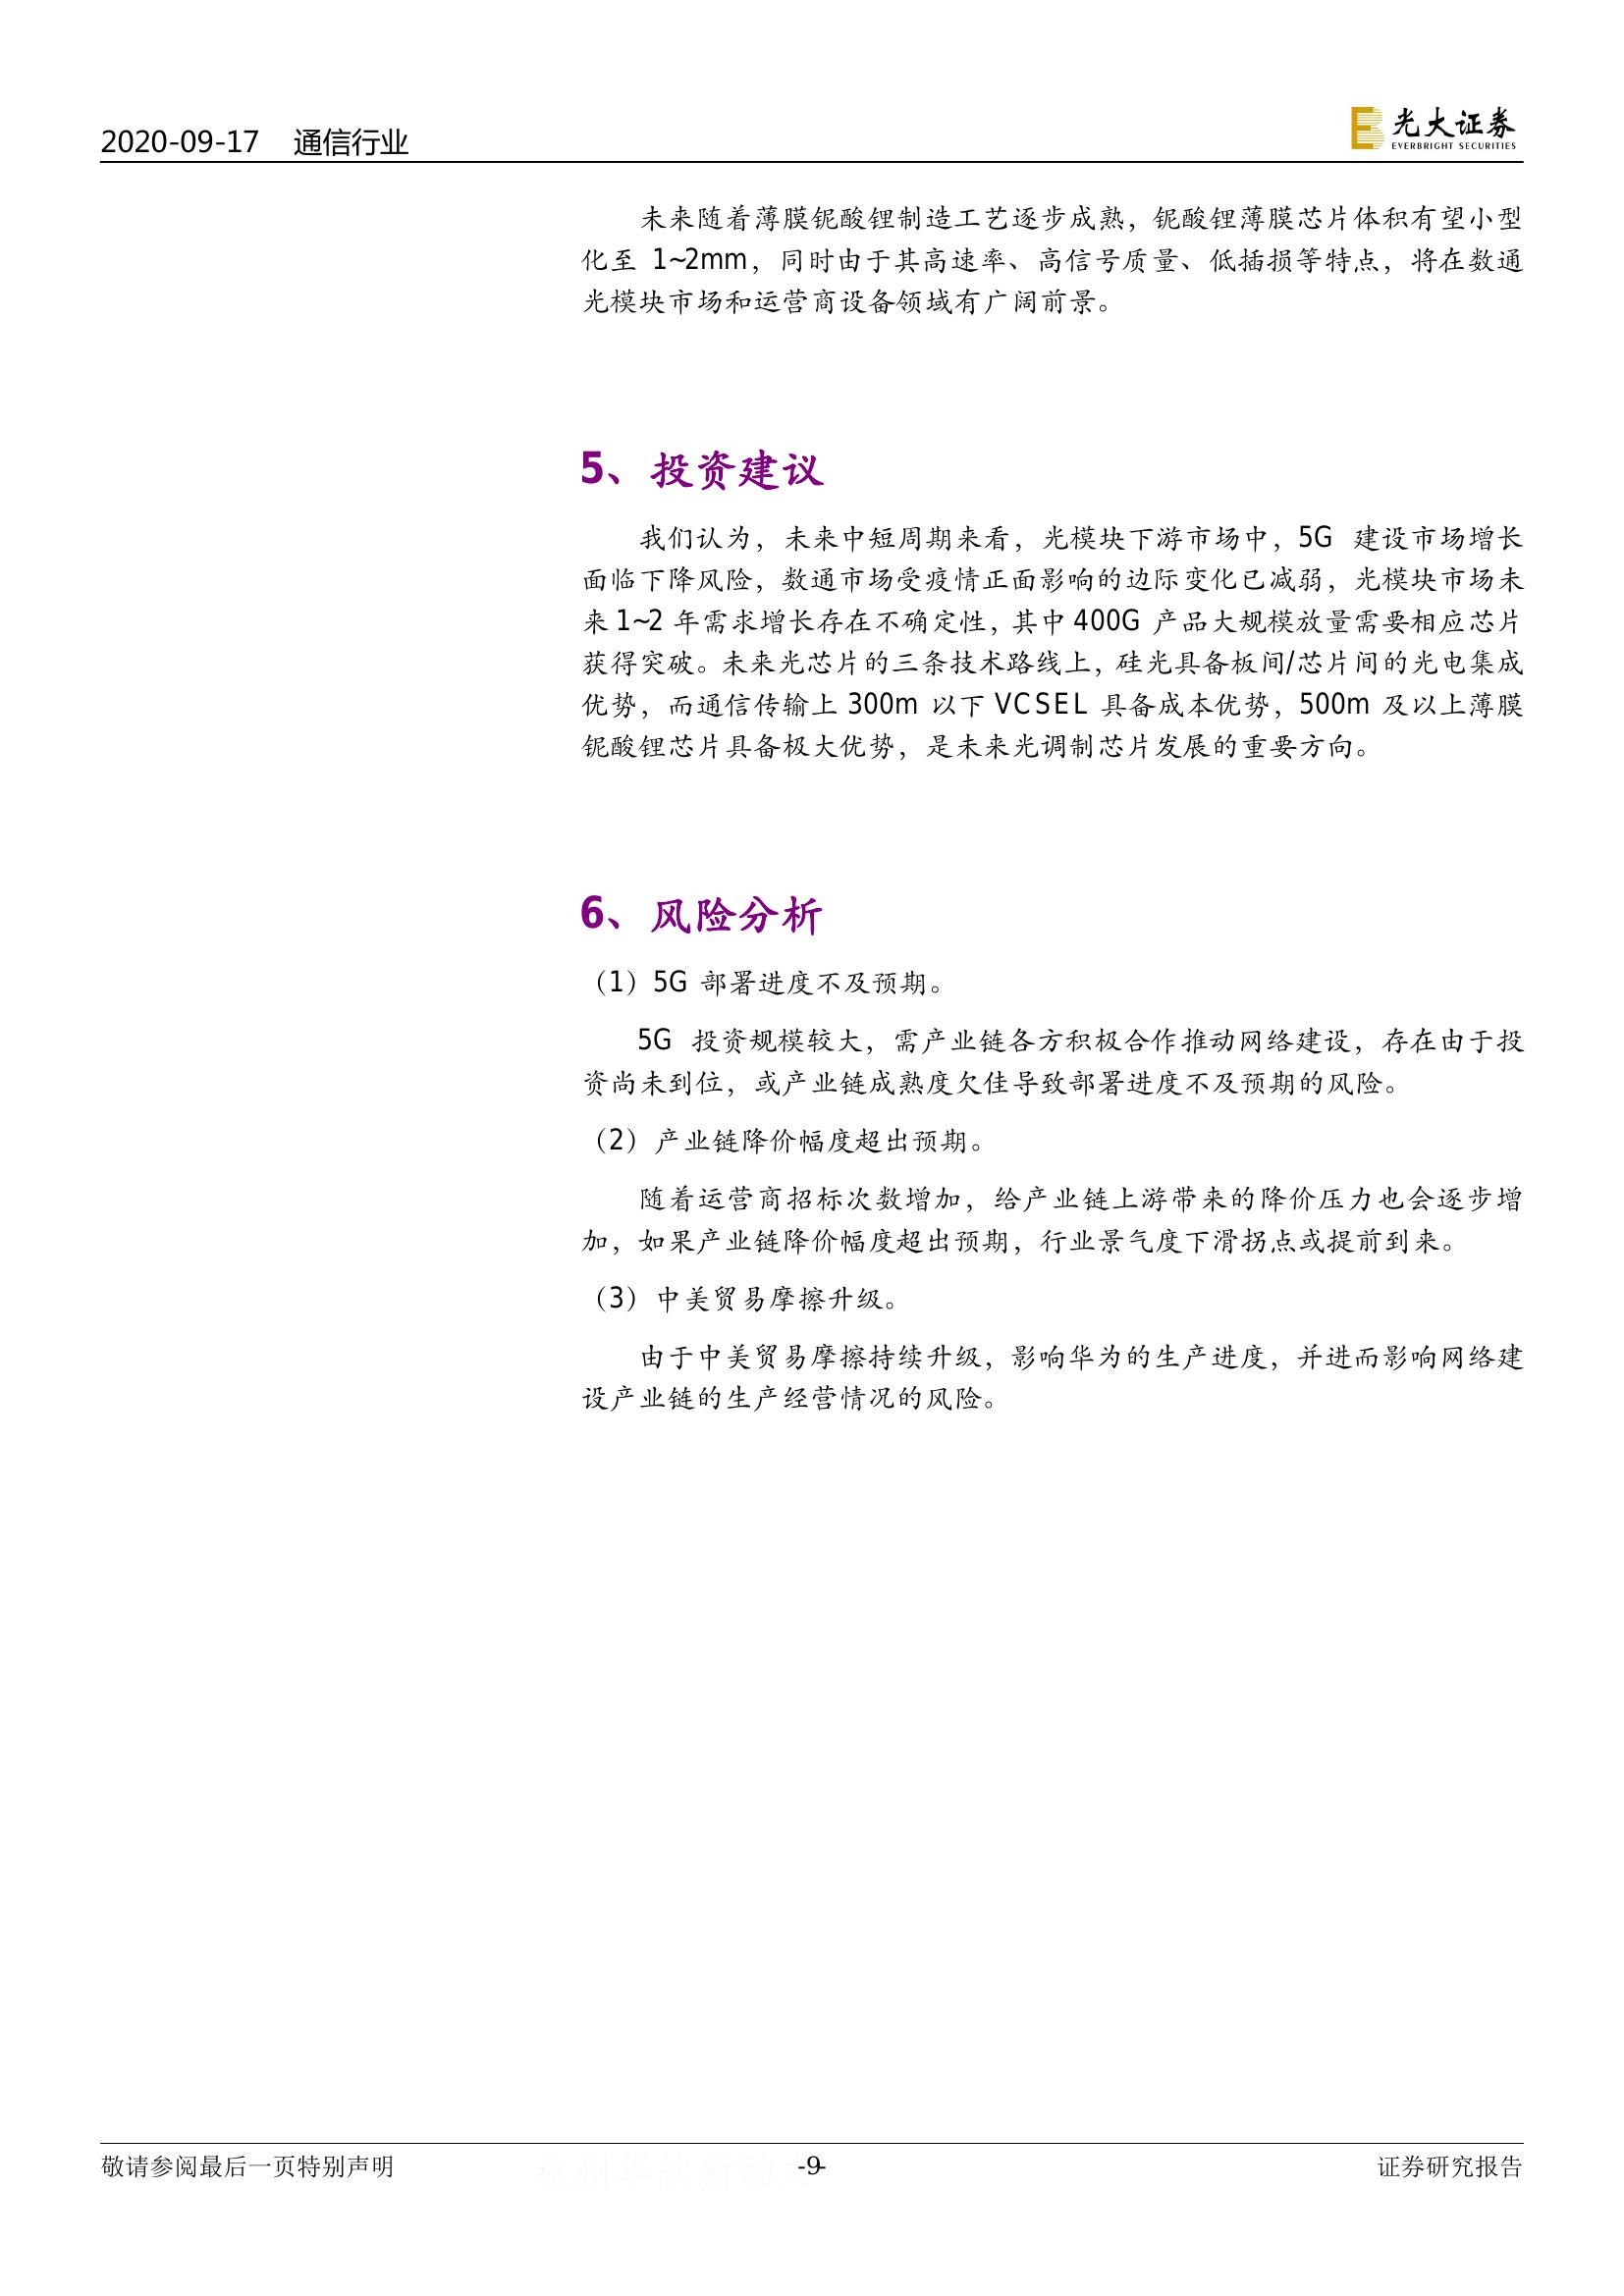 2020-09-17 通信行业
光大证券
EVERBRIGHT SECURITIES
未来随着薄膜铌酸锂制造工艺逐步成熟，铌酸锂薄膜芯片体积有望小型
化至 1~2mm，同时由于其高速率、高信号质量、低插损等特点，将在数通
光模块市场和运营商设备领域有广阔前景。
5、投资建议
我们认为，未来中短周期来看，光模块下游市场中，5G 建设市场增长
面临下降风险，数通市场受疫情正面影响的边际变化已减弱，光模块市场未
来 1~2 年需求增长存在不确定性，其中 400G 产品大规模放量需要相应芯片
获得突破。未来光芯片的三条技术路线上，硅光具备板间/芯片间的光电集成
优势，而通信传输上 300m 以下 VCSEL 具备成本优势，500m 及以上薄膜
铌酸锂芯片具备极大优势，是未来光调制芯片发展的重要方向。
6、风险分析
（1）5G 部署进度不及预期。
5G 投资规模较大，需产业链各方积极合作推动网络建设，存在由于投
资尚未到位，或产业链成熟度欠佳导致部署进度不及预期的风险。
（2）产业链降价幅度超出预期。
随着运营商招标次数增加，给产业链上游带来的降价压力也会逐步增
加，如果产业链降价幅度超出预期，行业景气度下滑拐点或提前到来。
（3）中美贸易摩擦升级。
由于中美贸易摩擦持续升级，影响华为的生产进度，并进而影响网络建
设产业链的生产经营情况的风险。
敬请参阅最后一页特别声明
-9-
证券研究报告